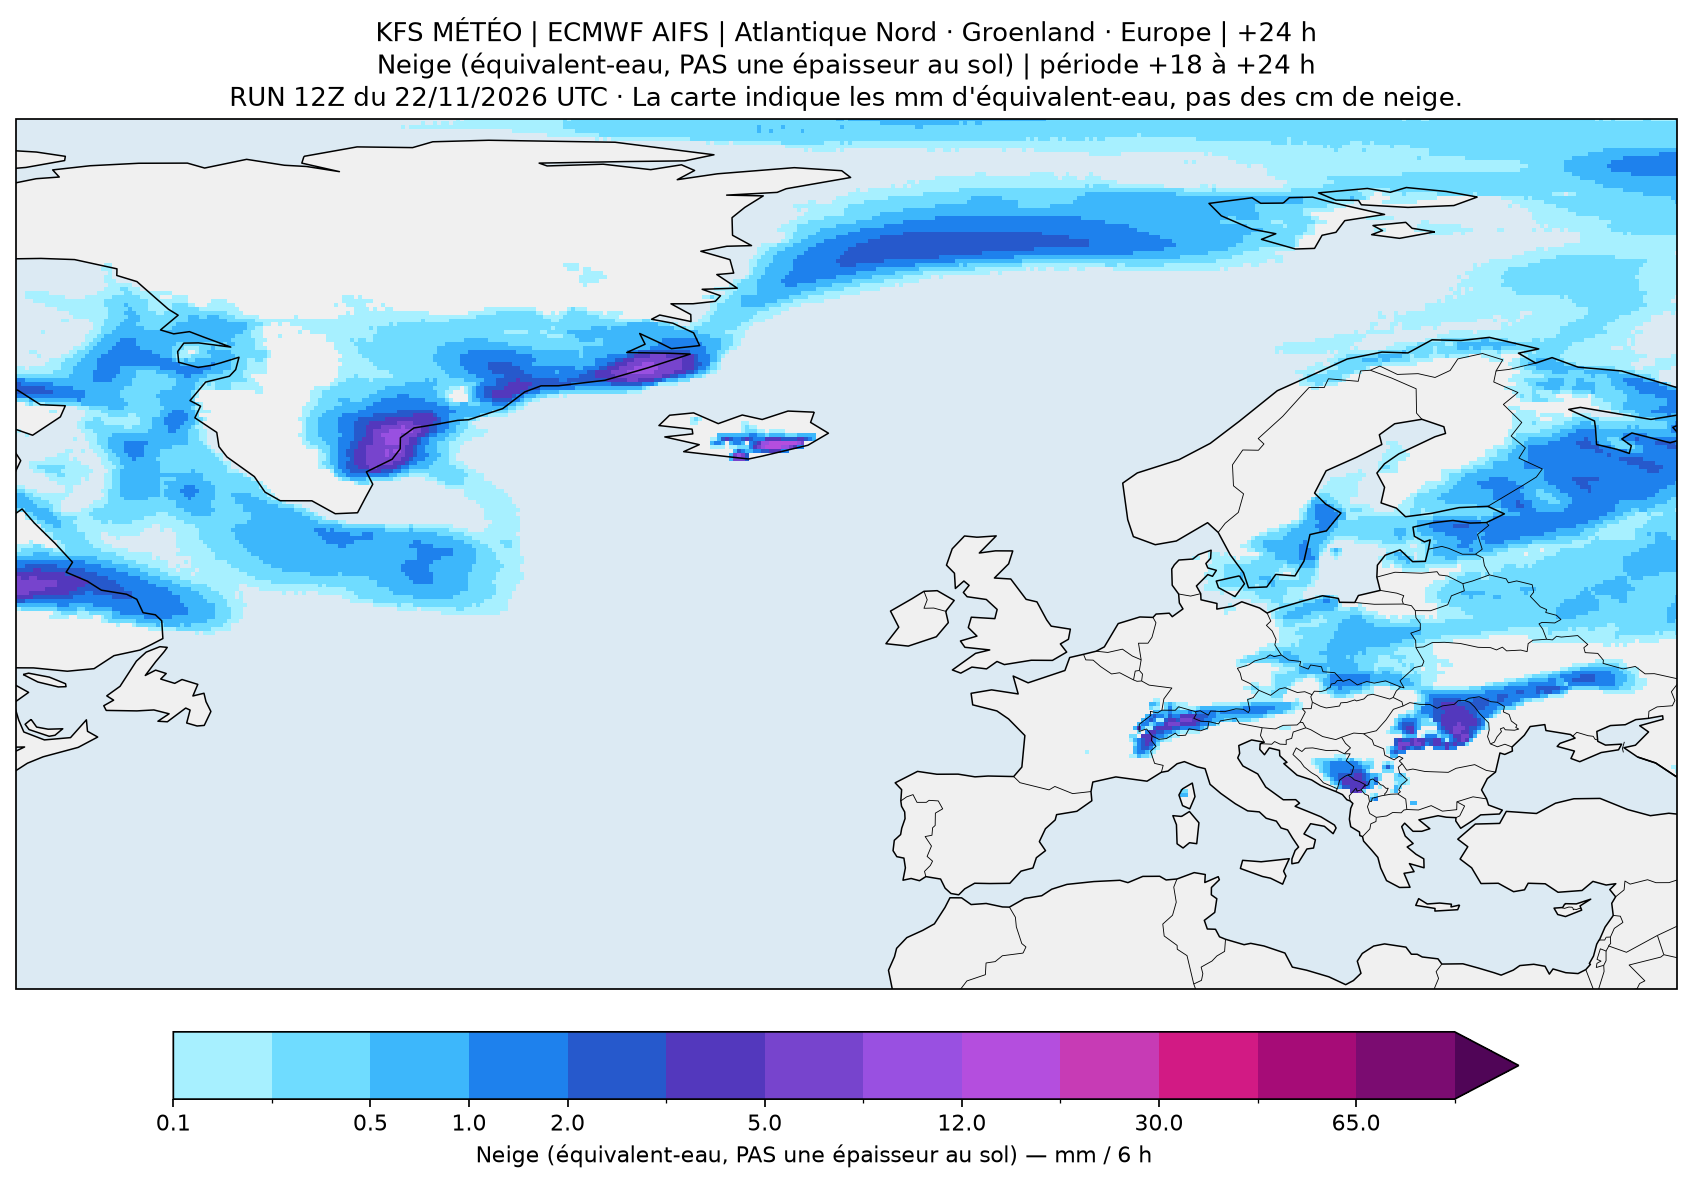 KFS MÉTÉO | ECMWF AIFS | Atlantique Nord · Groenland · Europe | +24 h
Neige (équivalent-eau, PAS une épaisseur au sol) | période +18 à +24 h
RUN 12Z du 22/11/2026 UTC · La carte indique les mm d'équivalent-eau, pas des cm de neige.
0.1 0.5 1.0 2.0 5.0 12.0 30.0 65.0
Neige (équivalent-eau, PAS une épaisseur au sol) — mm / 6 h